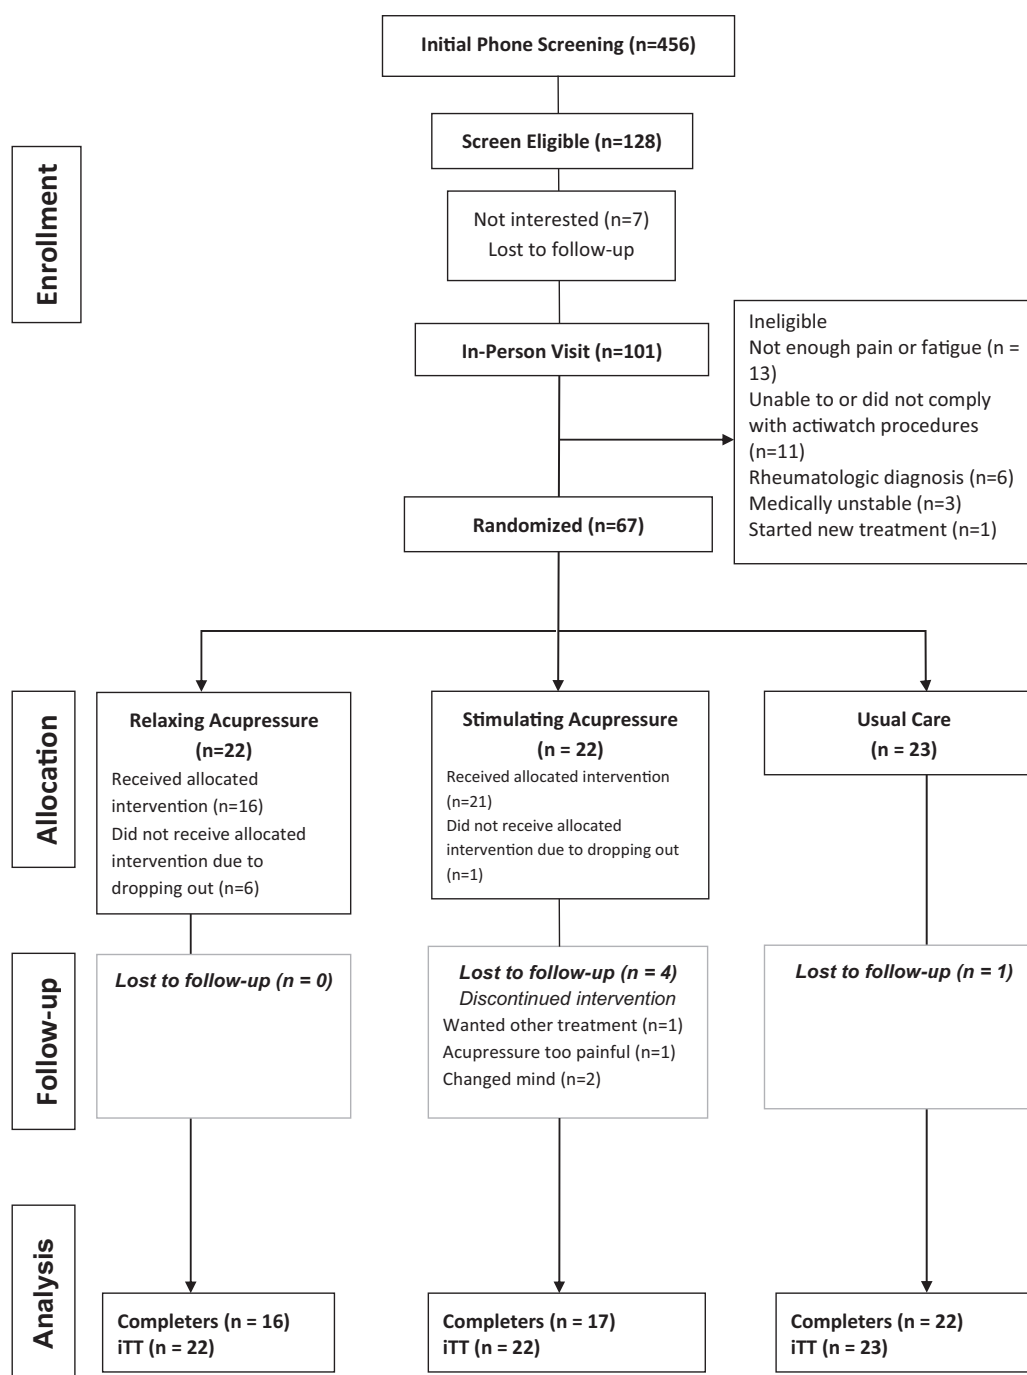 Initial Phone Screening (n=456)
Enrollment
Screen Eligible (n=128)
Not interested (n=7)
Lost to follow-up
In-Person Visit (n=101)
Ineligible
Not enough pain or fatigue (n =
13)
Unable to or did not comply
with actiwatch procedures
(n=11)
Rheumatologic diagnosis (n=6)
Medically unstable (n=3)
Started new treatment (n=1)
Randomized (n=67)
Allocation
Relaxing Acupressure
(n=22)
Received allocated
intervention (n=16)
Did not receive allocated
intervention due to
dropping out (n=6)
Stimulating Acupressure
(n = 22)
Received allocated intervention
(n=21)
Did not receive allocated
intervention due to dropping out
(n=1)
Usual Care
(n = 23)
Follow-up
Lost to follow-up (n = 0)
Lost to follow-up (n = 4)
Discontinued intervention
Wanted other treatment (n=1)
Acupressure too painful (n=1)
Changed mind (n=2)
Lost to follow-up (n = 1)
Analysis
Completers (n = 16)
iTT (n = 22)
Completers (n = 17)
iTT (n = 22)
Completers (n = 22)
iTT (n = 23)